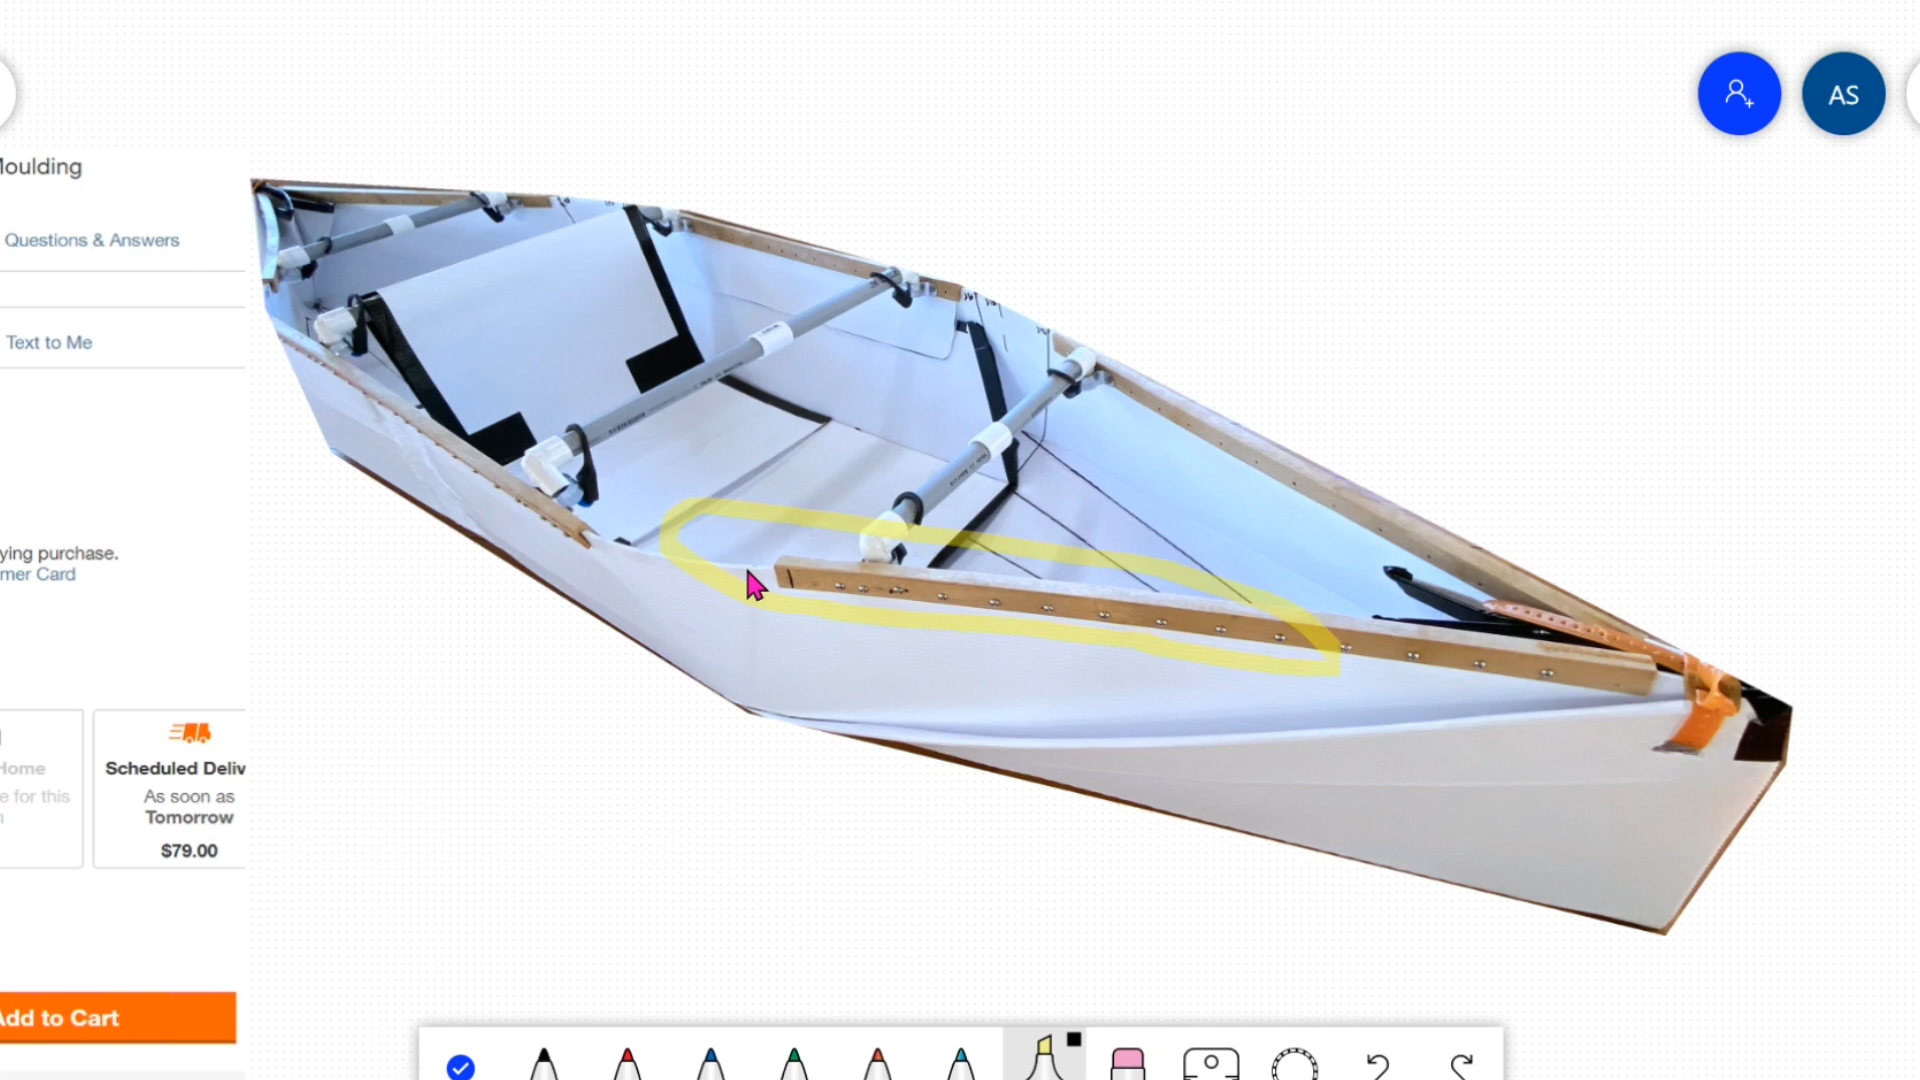 AS
Moulding
Questions & Answers
Text to Me
ying purchase.
mer Card
Home
Scheduled Deliv
e for this
As soon as
Tomorrow
$79.00
Add to Cart